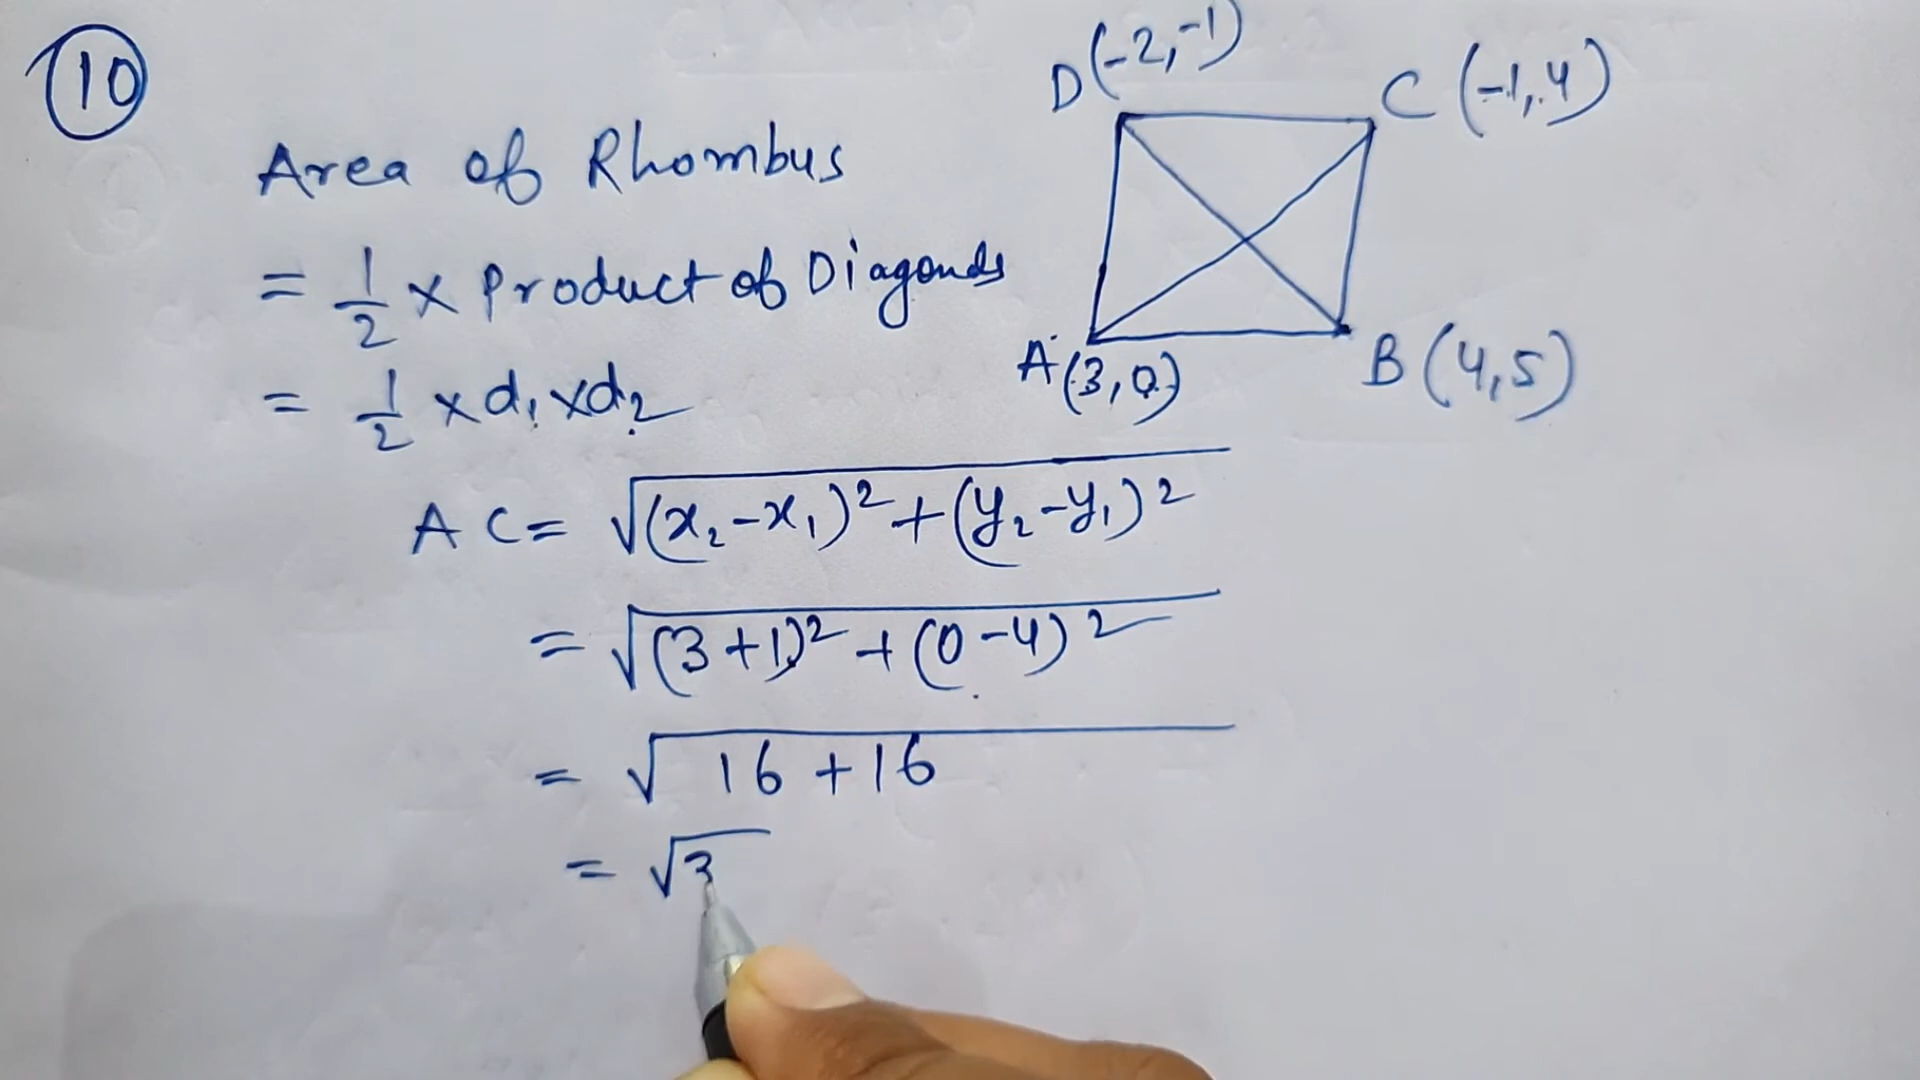 10
D(-2,-1)
C (-1,4)
Area of Rhombus
= 1/2 × Product of Diagonals
A(3,0)
B(4,5)
= 1/2 × d₁ × d₂
AC = √(x₂-x₁)² + (y₂-y₁)²
= √(3+1)² + (0-4)²
= √16+16
= √3